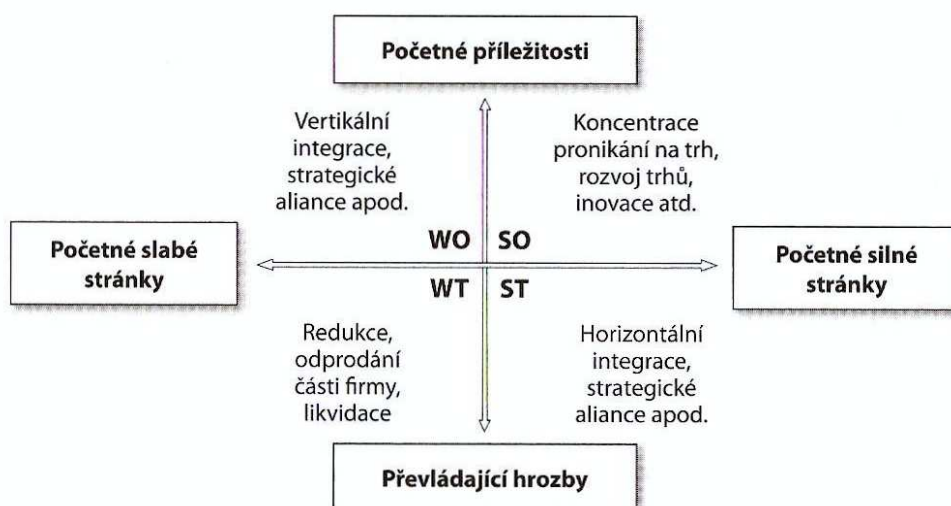 Početné příležitosti
Vertikální
integrace,
strategické
aliance apod.
Koncentrace
pronikání na trh,
rozvoj trhů,
inovace atd.
Početné slabé
stránky
WO
SO
Početné silné
stránky
WT
ST
Redukce,
odprodání
části firmy,
likvidace
Horizontální
integrace,
strategické
aliance apod.
Převládající hrozby